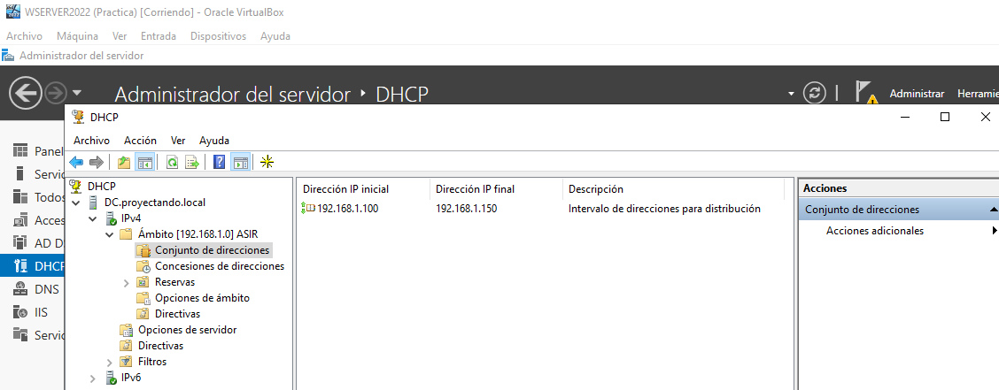 WSERVER2022 (Practica) [Corriendo] - Oracle VirtualBox
Archivo Máquina Ver Entrada Dispositivos Ayuda
Administrador del servidor
Administrador del servidor DHCP
Administrar Herramie
DHCP
Archivo Acción Ver Ayuda
Panel
Servic
Todos
Acces
AD D
DHCP
DNS
IIS
Servic
DHCP
DC.proyectando.local
IPv4
Ámbito [192.168.1.0] ASIR
Conjunto de direcciones
Concesiones de direcciones
Reservas
Opciones de ámbito
Directivas
Opciones de servidor
Directivas
Filtros
IPv6
Dirección IP inicial Dirección IP final Descripción
192.168.1.100 192.168.1.150 Intervalo de direcciones para distribución
Acciones
Conjunto de direcciones
Acciones adicionales